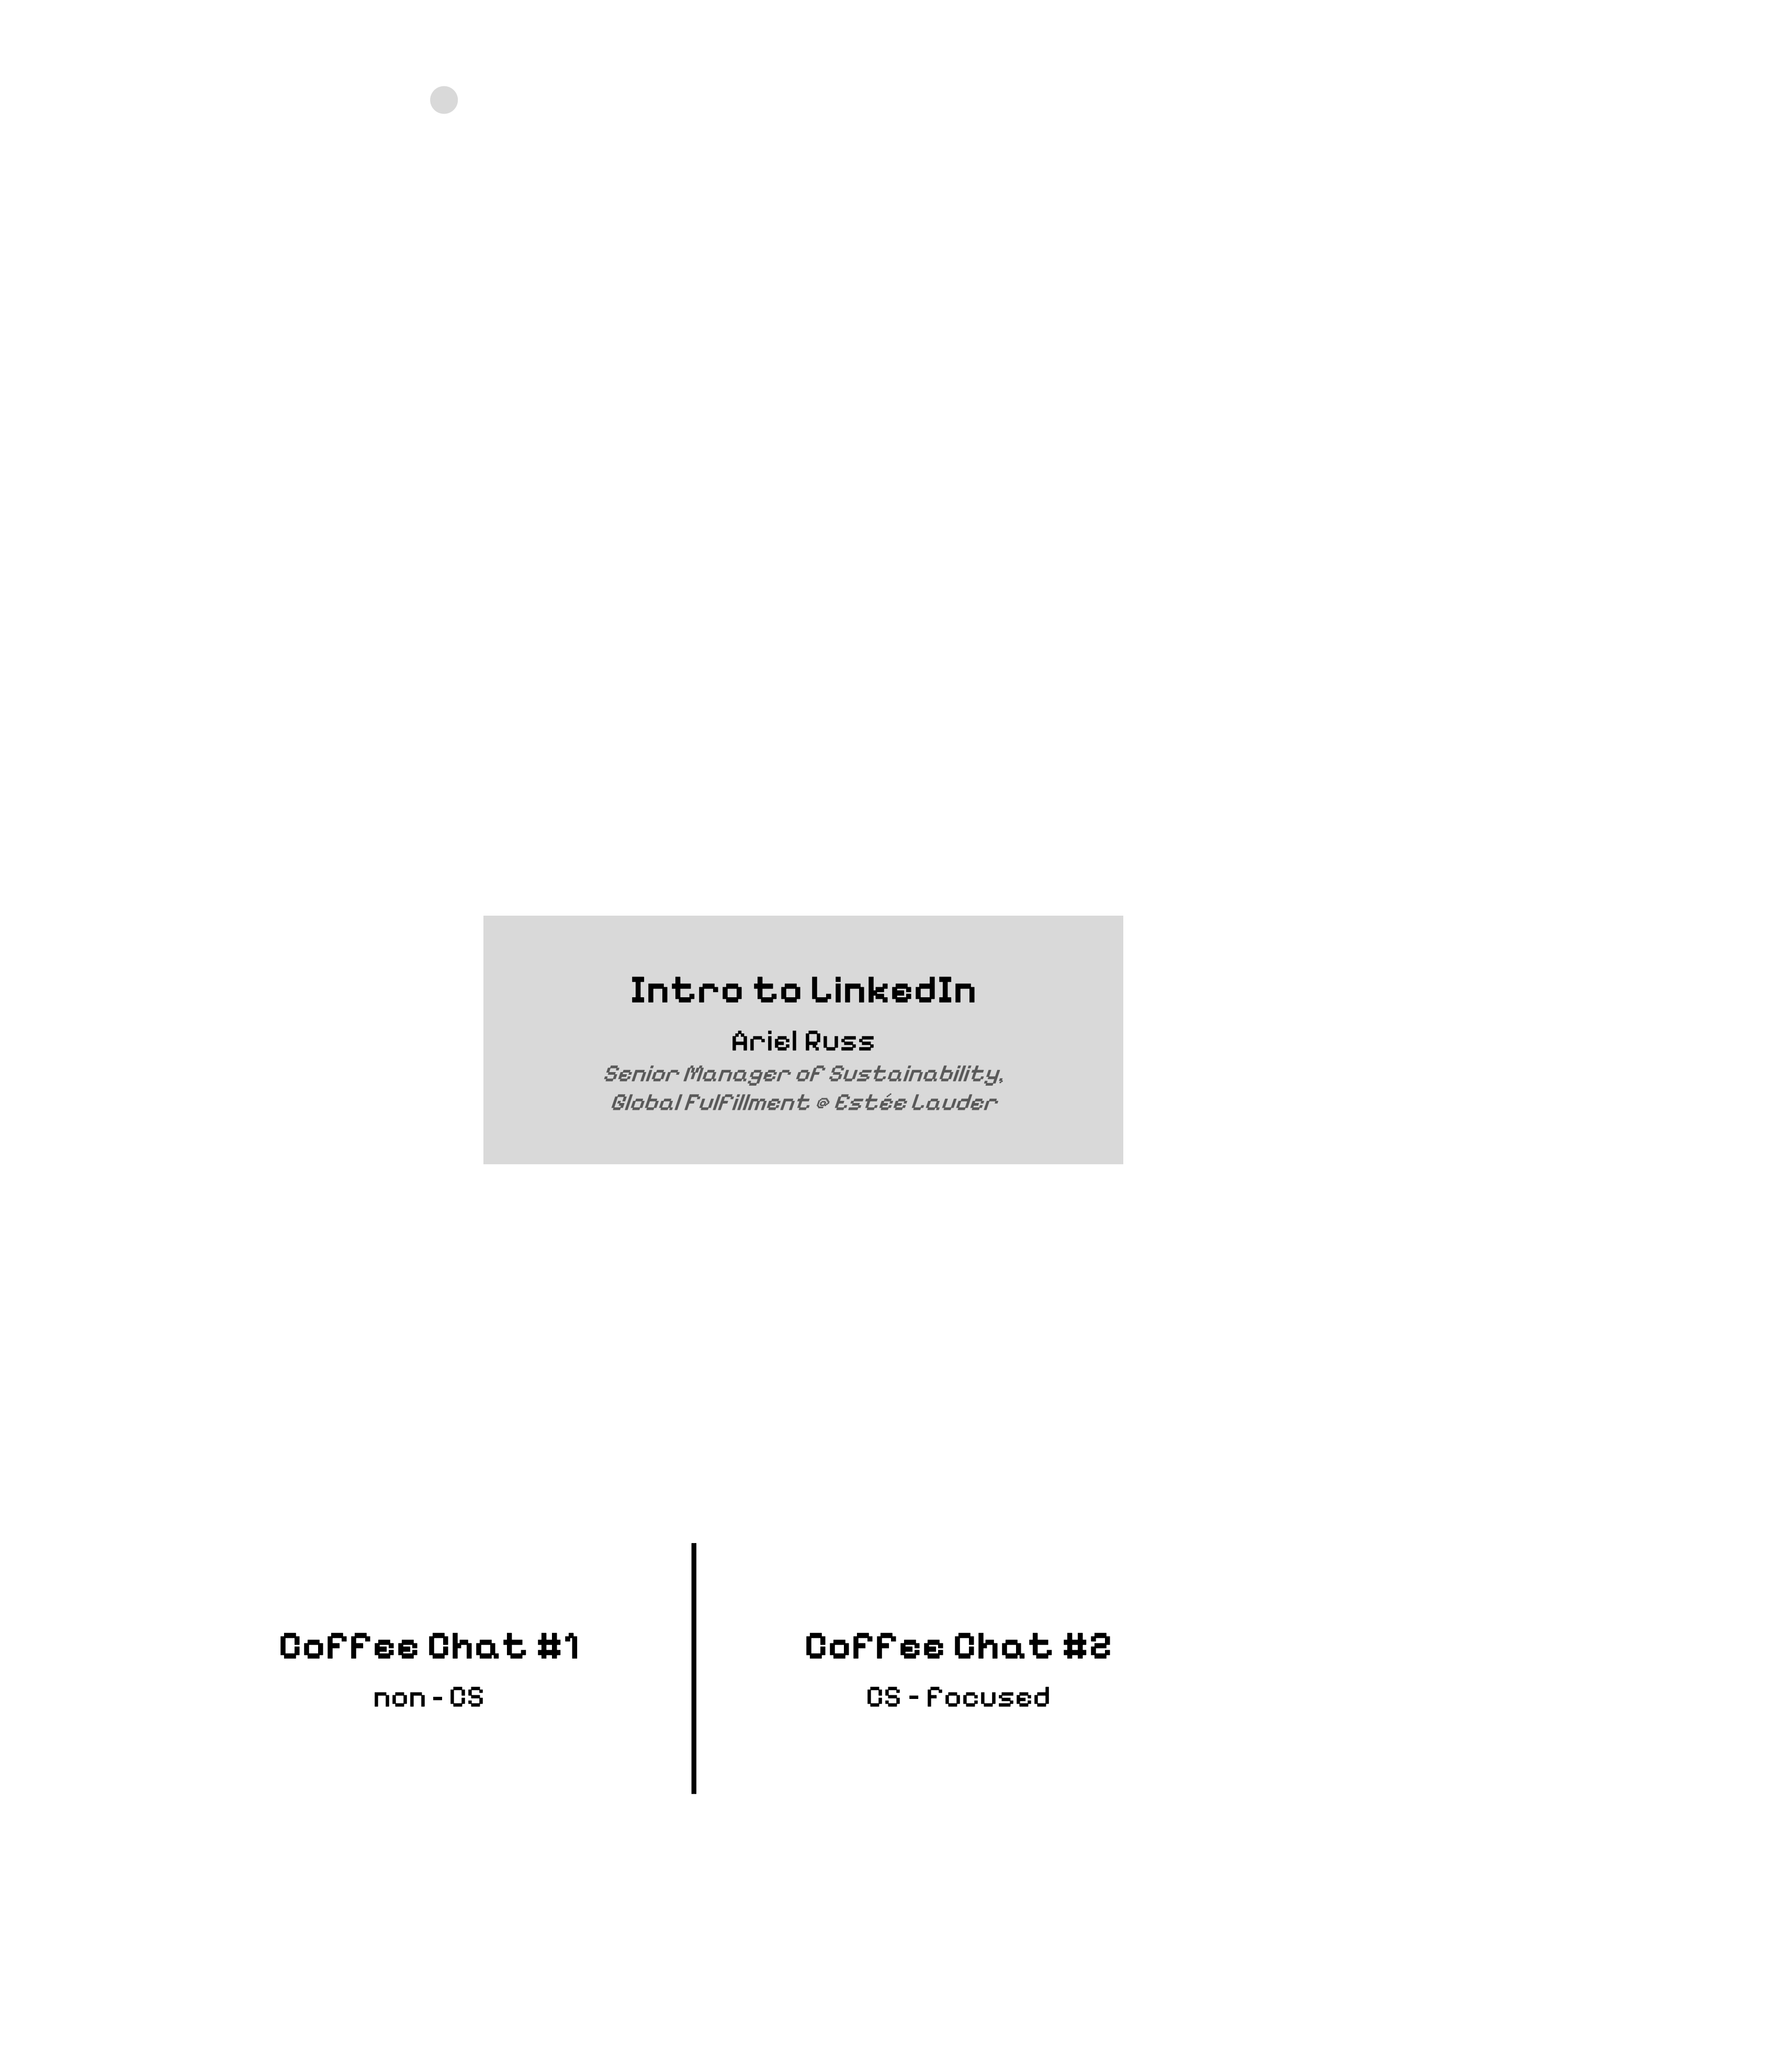 Intro to LinkedIn
Ariel Russ
Senior Manager of Sustainability,
Global Fulfillment @ Estée Lauder
Coffee Chat #1
non-CS
Coffee Chat #2
CS-focused